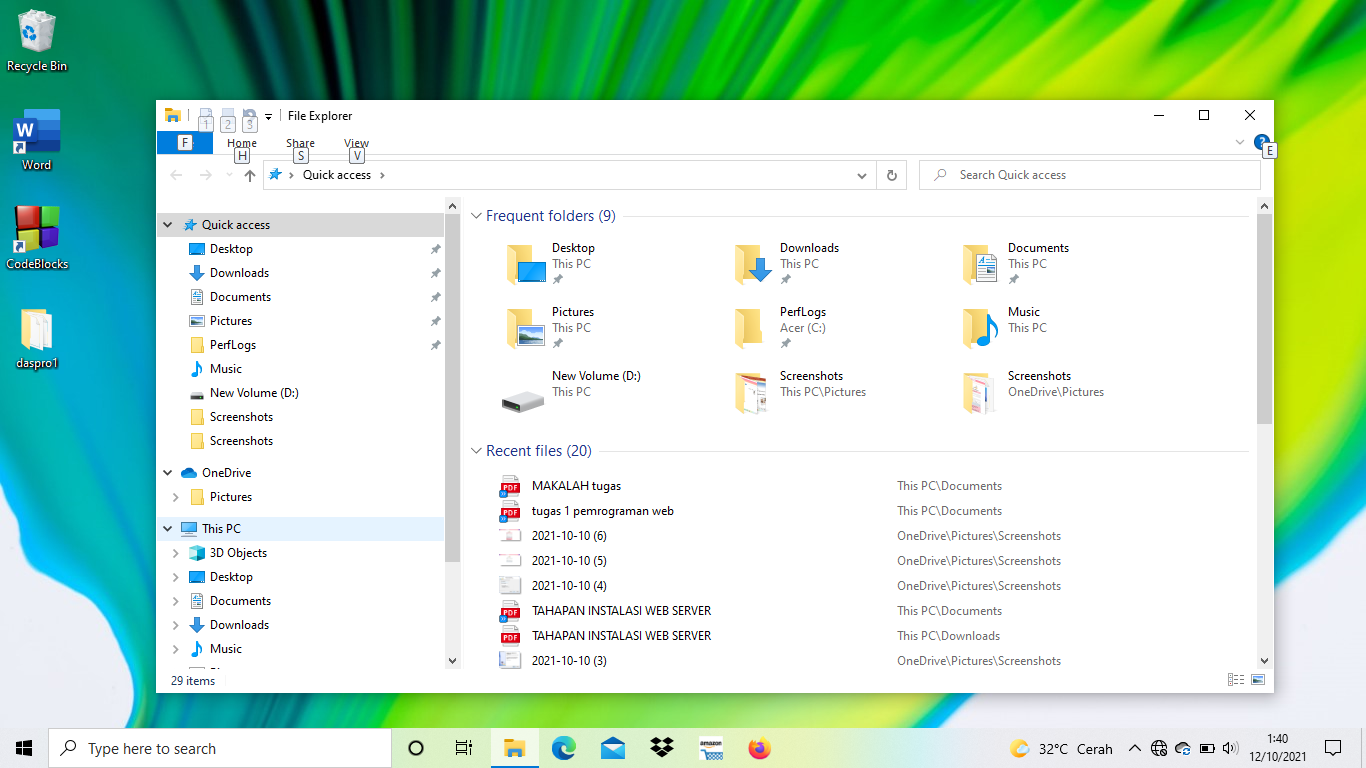 Recycle Bin
Word
CodeBlocks
daspro1
1 2 3 File Explorer
F
Home Share View
H S V E
Quick access
Search Quick access
Quick access
Desktop
Downloads
Documents
Pictures
PerfLogs
Music
New Volume (D:)
Screenshots
Screenshots
OneDrive
Pictures
This PC
3D Objects
Desktop
Documents
Downloads
Music
29 items
Frequent folders (9)
Desktop
This PC
Downloads
This PC
Documents
This PC
Pictures
This PC
PerfLogs
Acer (C:)
Music
This PC
New Volume (D:)
This PC
Screenshots
This PC\Pictures
Screenshots
OneDrive\Pictures
Recent files (20)
PDF MAKALAH tugas This PC\Documents
PDF tugas 1 pemrograman web This PC\Documents
2021-10-10 (6) OneDrive\Pictures\Screenshots
2021-10-10 (5) OneDrive\Pictures\Screenshots
2021-10-10 (4) OneDrive\Pictures\Screenshots
PDF TAHAPAN INSTALASI WEB SERVER This PC\Documents
PDF TAHAPAN INSTALASI WEB SERVER This PC\Downloads
2021-10-10 (3) OneDrive\Pictures\Screenshots
Type here to search
amazon
32°C Cerah
1:40
12/10/2021